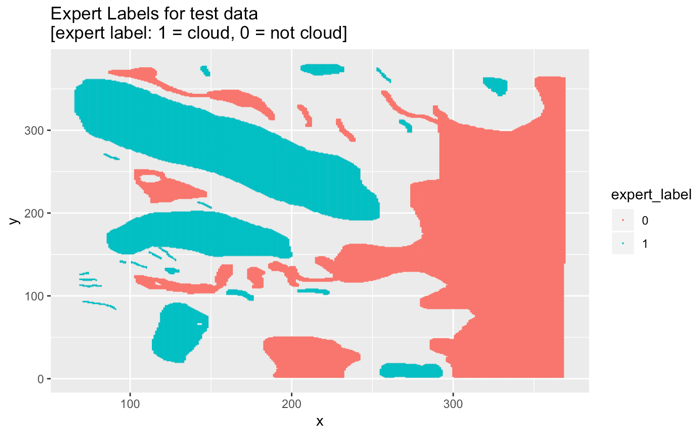 Expert Labels for test data
[expert label: 1 = cloud, 0 = not cloud]
300
200
100
0
y
100
200
300
x
expert_label
0
1